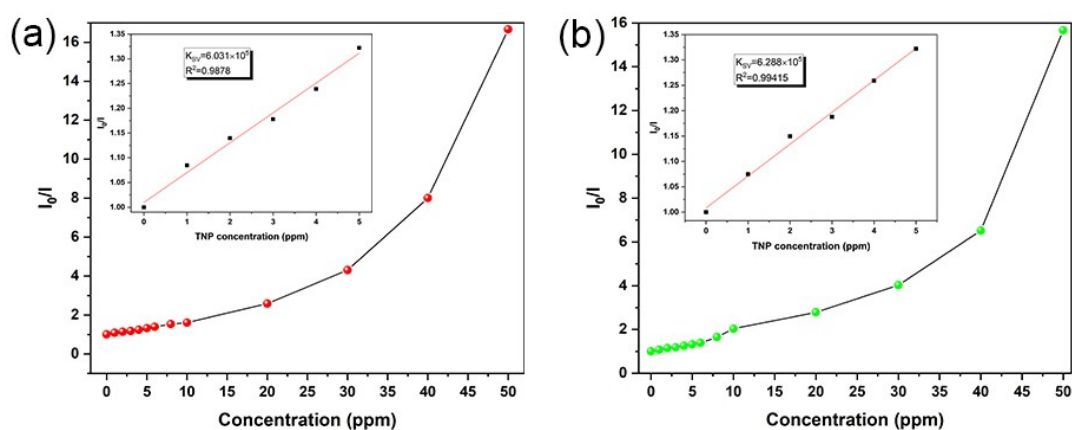 (a)
16
14
12
10
8
6
4
2
0
I₀/I
0 5 10 15 20 25 30 35 40 45 50
Concentration (ppm)
1.35
1.30
1.25
1.20
1.15
1.10
1.05
1.00
I₀/I
K_SV=6.031×10⁵
R²=0.9878
0 1 2 3 4 5
TNP concentration (ppm)
(b)
16
14
12
10
8
6
4
2
0
I₀/I
0 5 10 15 20 25 30 35 40 45 50
Concentration (ppm)
1.35
1.30
1.25
1.20
1.15
1.10
1.05
1.00
I₀/I
K_SV=6.288×10⁵
R²=0.99415
0 1 2 3 4 5
TNP concentration (ppm)